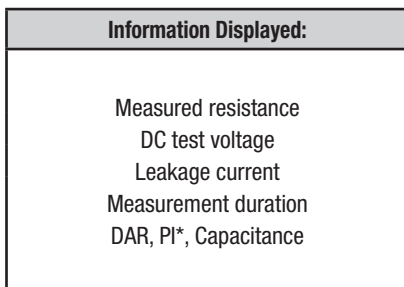 Information Displayed:
Measured resistance
DC test voltage
Leakage current
Measurement duration
DAR, PI*, Capacitance